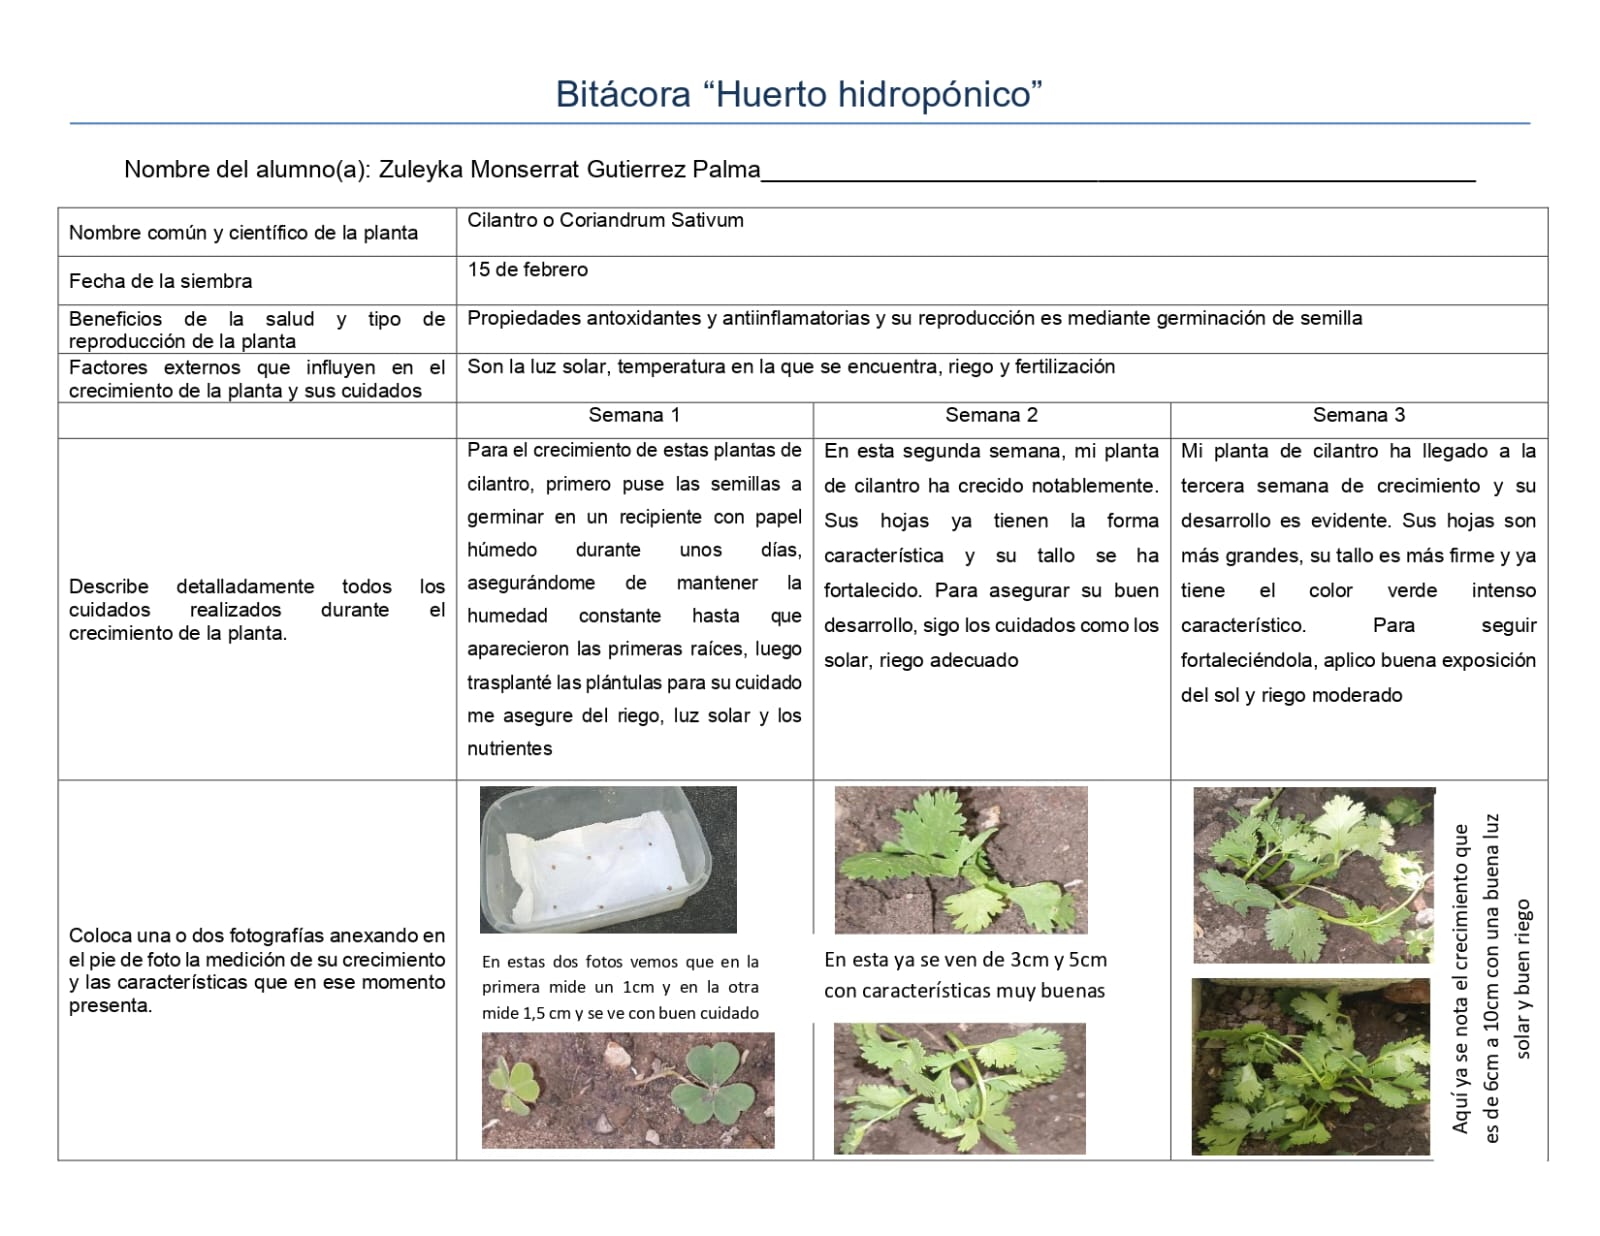 Bitácora “Huerto hidropónico”
Nombre del alumno(a): Zuleyka Monserrat Gutierrez Palma
Nombre común y científico de la planta
Cilantro o Coriandrum Sativum
Fecha de la siembra
15 de febrero
Beneficios de la salud y tipo de
reproducción de la planta
Propiedades antoxidantes y antiinflamatorias y su reproducción es mediante germinación de semilla
Factores externos que influyen en el
crecimiento de la planta y sus cuidados
Son la luz solar, temperatura en la que se encuentra, riego y fertilización
Semana 1
Semana 2
Semana 3
Describe detalladamente todos los
cuidados realizados durante el
crecimiento de la planta.
Para el crecimiento de estas plantas de
cilantro, primero puse las semillas a
germinar en un recipiente con papel
húmedo durante unos días,
asegurándome de mantener la
humedad constante hasta que
aparecieron las primeras raíces, luego
trasplanté las plántulas para su cuidado
me asegure del riego, luz solar y los
nutrientes
En esta segunda semana, mi planta
de cilantro ha crecido notablemente.
Sus hojas ya tienen la forma
característica y su tallo se ha
fortalecido. Para asegurar su buen
desarrollo, sigo los cuidados como los
solar, riego adecuado
Mi planta de cilantro ha llegado a la
tercera semana de crecimiento y su
desarrollo es evidente. Sus hojas son
más grandes, su tallo es más firme y ya
tiene el color verde intenso
característico. Para seguir
fortaleciéndola, aplico buena exposición
del sol y riego moderado
Coloca una o dos fotografías anexando en
el pie de foto la medición de su crecimiento
y las características que en ese momento
presenta.
En estas dos fotos vemos que en la
primera mide un 1cm y en la otra
mide 1,5 cm y se ve con buen cuidado
En esta ya se ven de 3cm y 5cm
con características muy buenas
Aquí ya se nota el crecimiento que
es de 6cm a 10cm con una buena luz
solar y buen riego